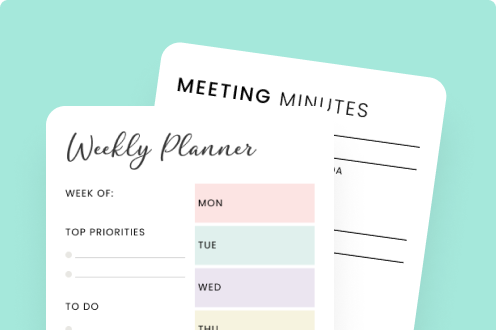 MEETING MINUTES
DA
Weekly Planner
WEEK OF:
MON
TOP PRIORITIES
TUE
WED
TO DO
THU